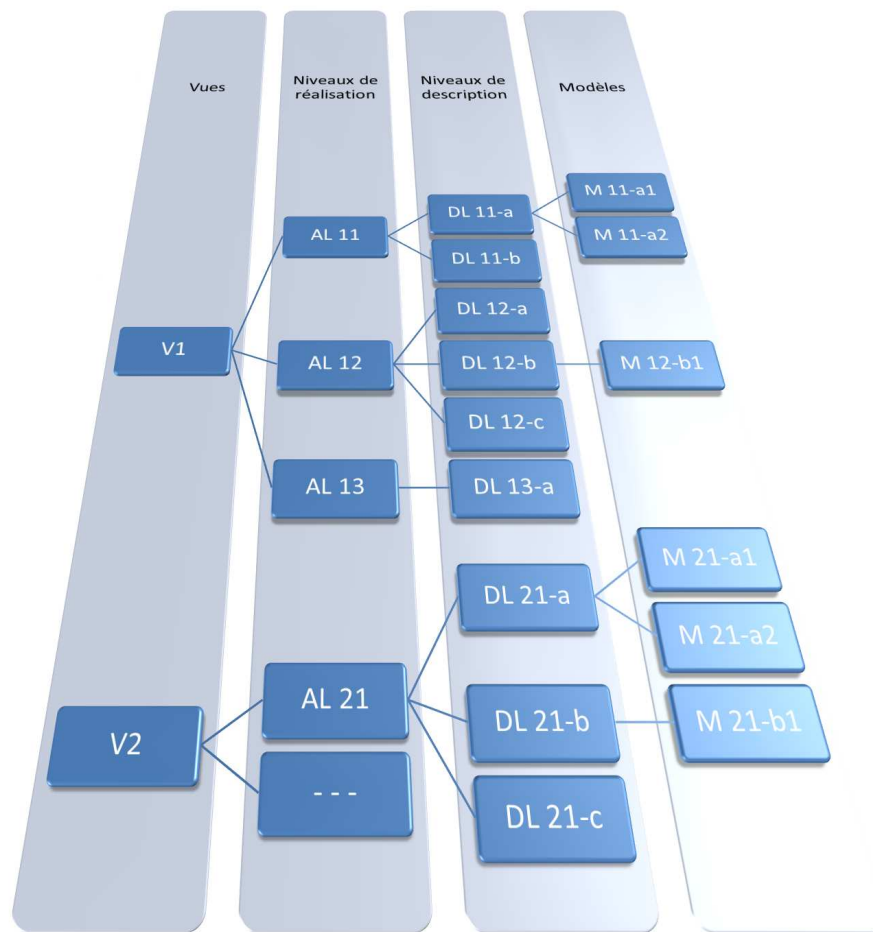 Vues
Niveaux de
réalisation
Niveaux de
description
Modèles
V1
AL 11
DL 11-a
M 11-a1
M 11-a2
DL 11-b
AL 12
DL 12-a
DL 12-b
M 12-b1
DL 12-c
AL 13
DL 13-a
V2
AL 21
DL 21-a
M 21-a1
M 21-a2
DL 21-b
M 21-b1
DL 21-c
- - -